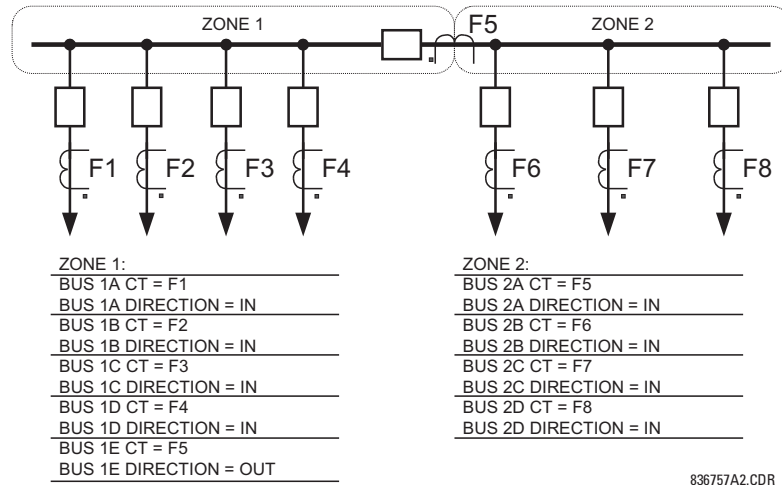 ZONE 1
F5
ZONE 2
F1
F2
F3
F4
F6
F7
F8
ZONE 1:
BUS 1A CT = F1
BUS 1A DIRECTION = IN
BUS 1B CT = F2
BUS 1B DIRECTION = IN
BUS 1C CT = F3
BUS 1C DIRECTION = IN
BUS 1D CT = F4
BUS 1D DIRECTION = IN
BUS 1E CT = F5
BUS 1E DIRECTION = OUT
ZONE 2:
BUS 2A CT = F5
BUS 2A DIRECTION = IN
BUS 2B CT = F6
BUS 2B DIRECTION = IN
BUS 2C CT = F7
BUS 2C DIRECTION = IN
BUS 2D CT = F8
BUS 2D DIRECTION = IN
836757A2.CDR